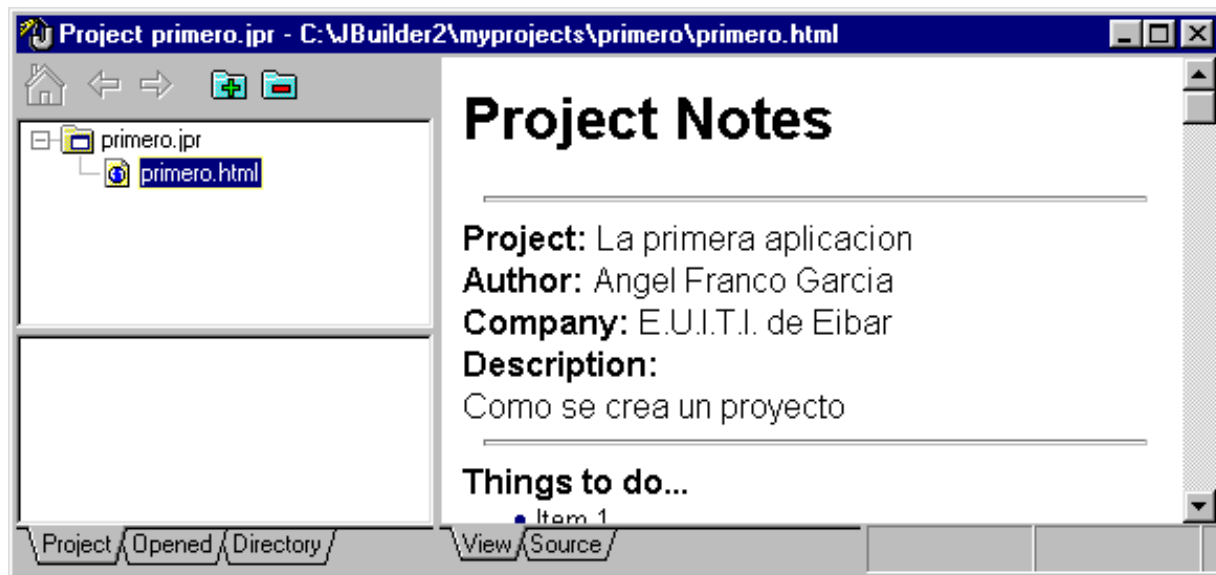 Project primero.jpr - C:\JBuilder2\myprojects\primero\primero.html
primero.jpr
primero.html
Project Notes
Project: La primera aplicacion
Author: Angel Franco Garcia
Company: E.U.I.T.I. de Eibar
Description:
Como se crea un proyecto
Things to do...
Item 1
Project Opened Directory
View Source